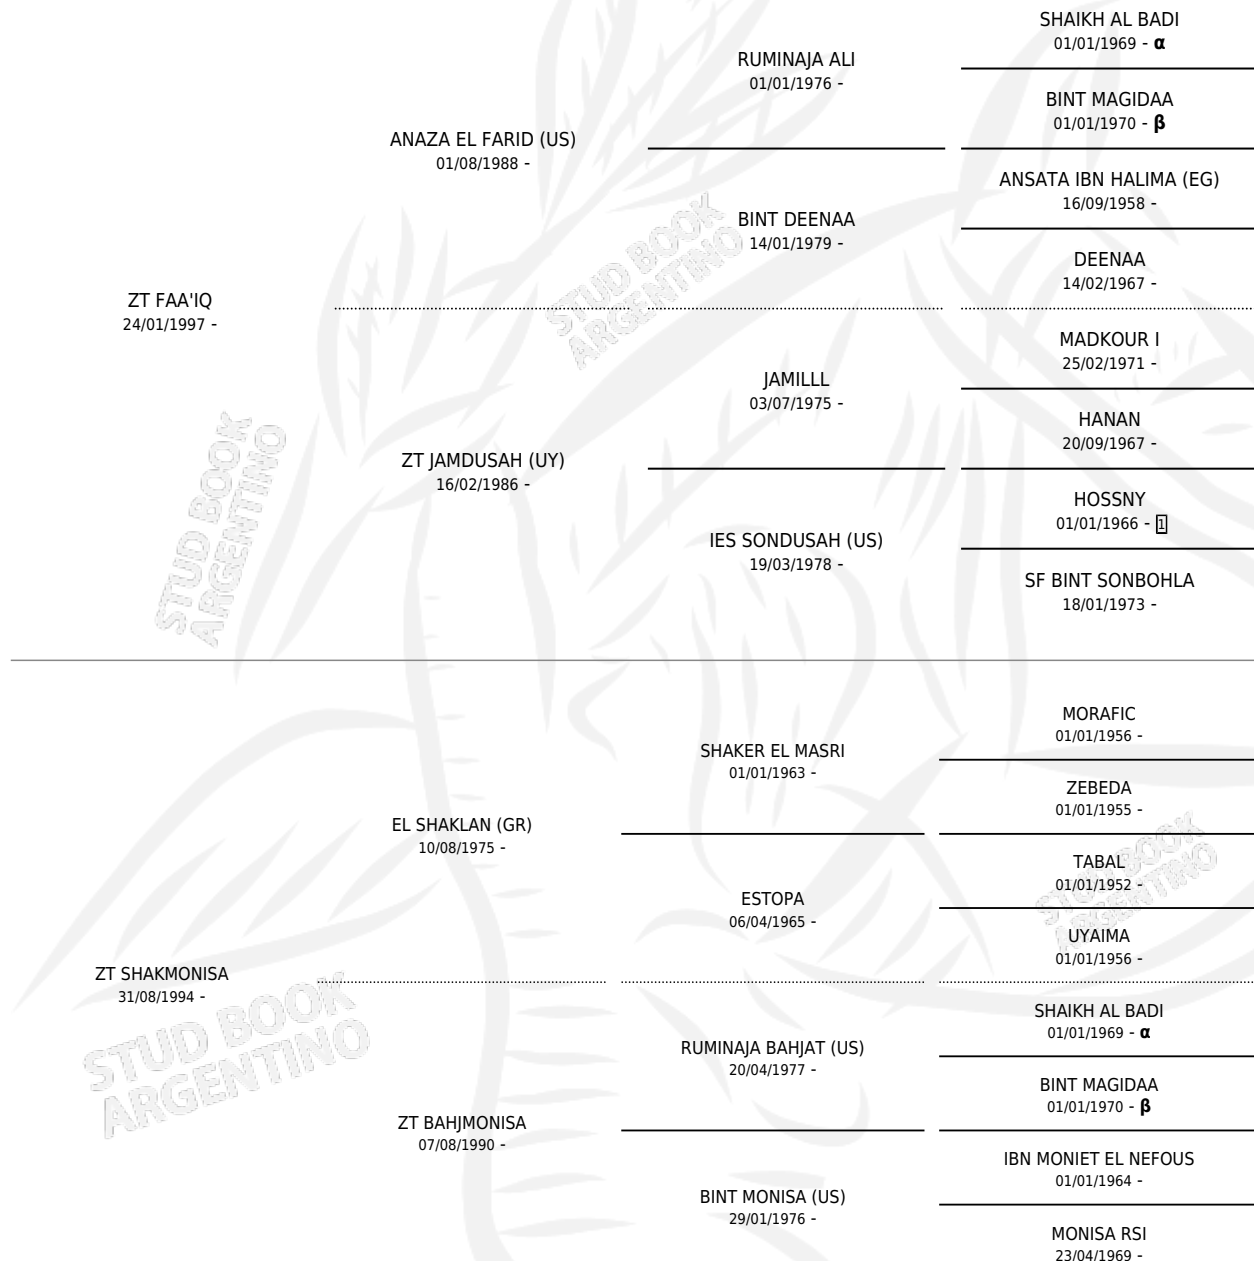 SHAIKH AL BADI
01/01/1969 - α
RUMINAJA ALI
01/01/1976 -
BINT MAGIDAA
01/01/1970 - β
ANAZA EL FARID (US)
01/08/1988 -
ANSATA IBN HALIMA (EG)
16/09/1958 -
BINT DEENAA
14/01/1979 -
DEENAA
14/02/1967 -
ZT FAA'IQ
24/01/1997 -
MADKOUR I
25/02/1971 -
JAMILLL
03/07/1975 -
HANAN
20/09/1967 -
ZT JAMDUSAH (UY)
16/02/1986 -
HOSSNY
01/01/1966 - 1
IES SONDUSAH (US)
19/03/1978 -
SF BINT SONBOHLA
18/01/1973 -
MORAFIC
01/01/1956 -
SHAKER EL MASRI
01/01/1963 -
ZEBEDA
01/01/1955 -
EL SHAKLAN (GR)
10/08/1975 -
TABAL
01/01/1952 -
ESTOPA
06/04/1965 -
UYAIMA
01/01/1956 -
ZT SHAKMONISA
31/08/1994 -
SHAIKH AL BADI
01/01/1969 - α
RUMINAJA BAHJAT (US)
20/04/1977 -
BINT MAGIDAA
01/01/1970 - β
ZT BAHJMONISA
07/08/1990 -
IBN MONIET EL NEFOUS
01/01/1964 -
BINT MONISA (US)
29/01/1976 -
MONISA RSI
23/04/1969 -
STUD BOOK
ARGENTINO
STUD BOOK
ARGENTINO
STUD BOOK
ARGENTINO
STUD BOOK
ARGENTINO